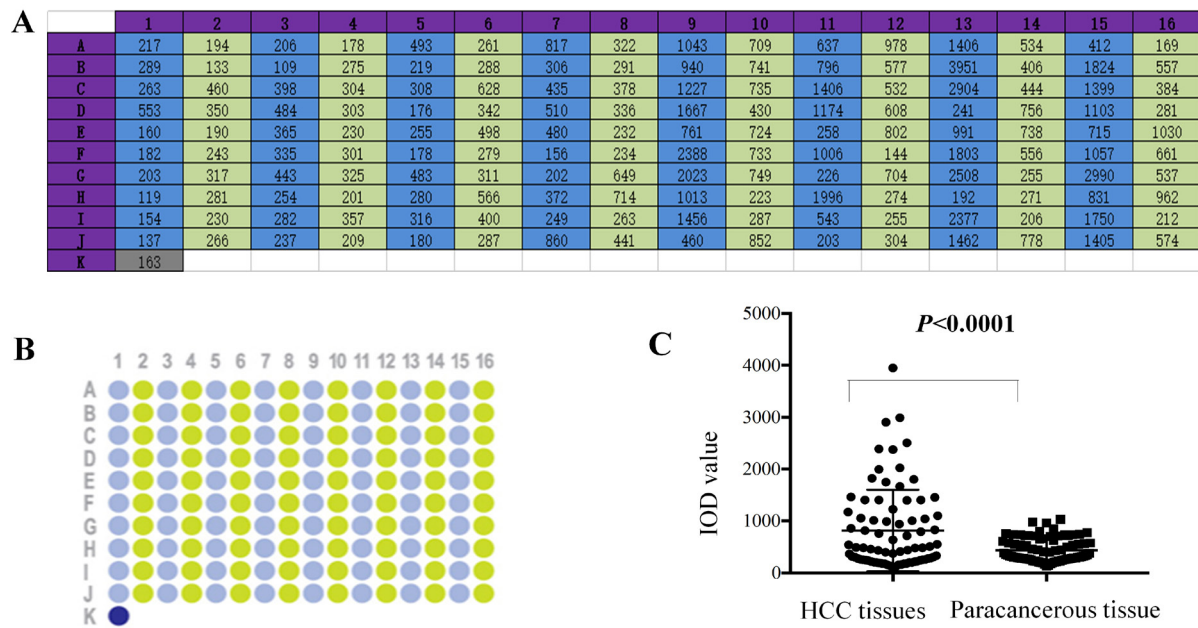 A
1 2 3 4 5 6 7 8 9 10 11 12 13 14 15 16
A 217 194 206 178 493 261 817 322 1043 709 637 978 1406 534 412 169
B 289 133 109 275 219 288 306 291 940 741 796 577 3951 406 1824 557
C 263 460 398 304 308 628 435 378 1227 735 1406 532 2904 444 1399 384
D 553 350 484 303 176 342 510 336 1667 430 1174 608 241 756 1103 281
E 160 190 365 230 255 498 480 232 761 724 258 802 991 738 715 1030
F 182 243 335 301 178 279 156 234 2388 733 1006 144 1803 556 1057 661
G 203 317 443 325 483 311 202 649 2023 749 226 704 2508 255 2990 537
H 119 281 254 201 280 566 372 714 1013 223 1996 274 192 271 831 962
I 154 230 282 357 316 400 249 263 1456 287 543 255 2377 206 1750 212
J 137 266 237 209 180 287 860 441 460 852 203 304 1462 778 1405 574
K 163
B
1 2 3 4 5 6 7 8 9 10 11 12 13 14 15 16
A
B
C
D
E
F
G
H
I
J
K
C
P<0.0001
IOD value
5000
4000
3000
2000
1000
0
HCC tissues Paracancerous tissue